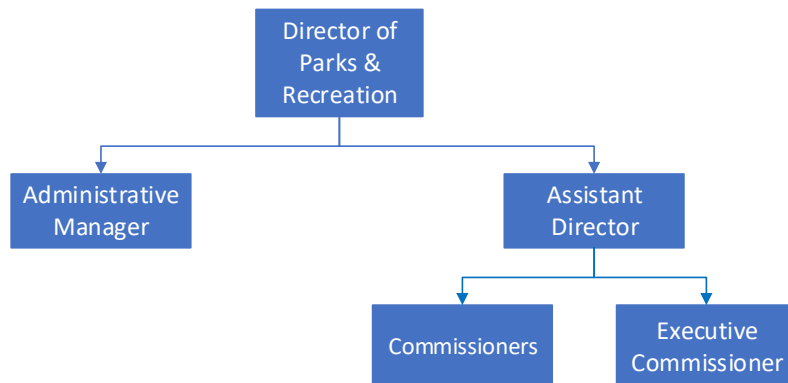 Director of
Parks &
Recreation
Administrative
Manager
Assistant
Director
Commissioners
Executive
Commissioner